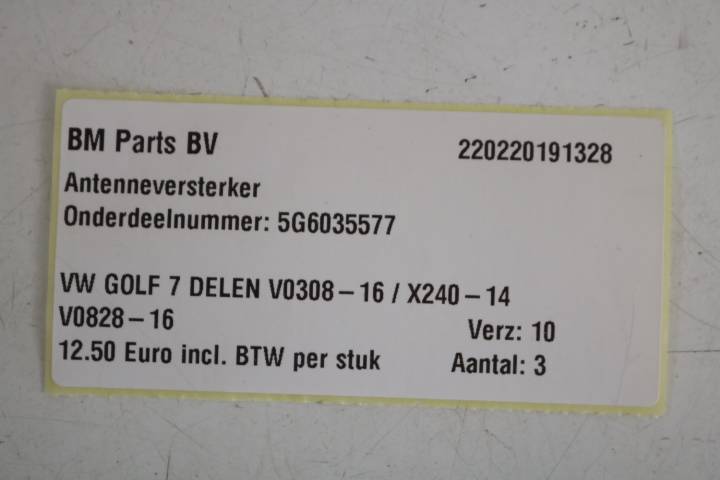 BM Parts BV 220220191328
Antenneversterker
Onderdeelnummer: 5G6035577
VW GOLF 7 DELEN V0308-16 / X240-14
V0828-16 Verz: 10
12.50 Euro incl. BTW per stuk Aantal: 3